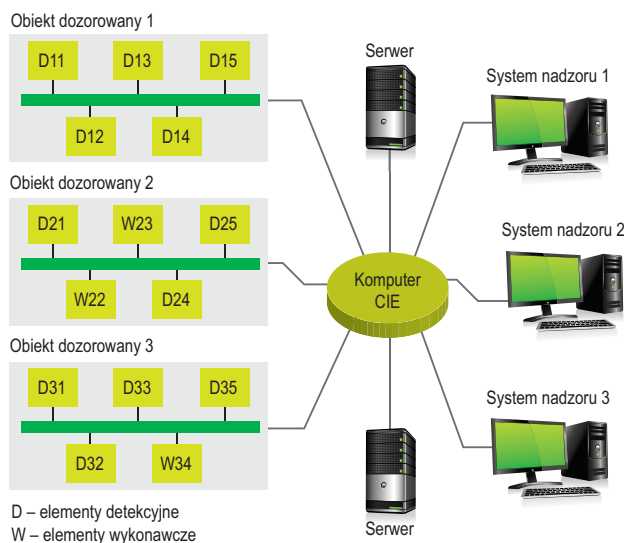 Obiekt dozorowany 1
D11
D13
D15
D12
D14
Obiekt dozorowany 2
D21
W23
D25
W22
D24
Obiekt dozorowany 3
D31
D33
D35
D32
W34
D – elementy detekcyjne
W – elementy wykonawcze
Serwer
Komputer
CIE
Serwer
System nadzoru 1
System nadzoru 2
System nadzoru 3